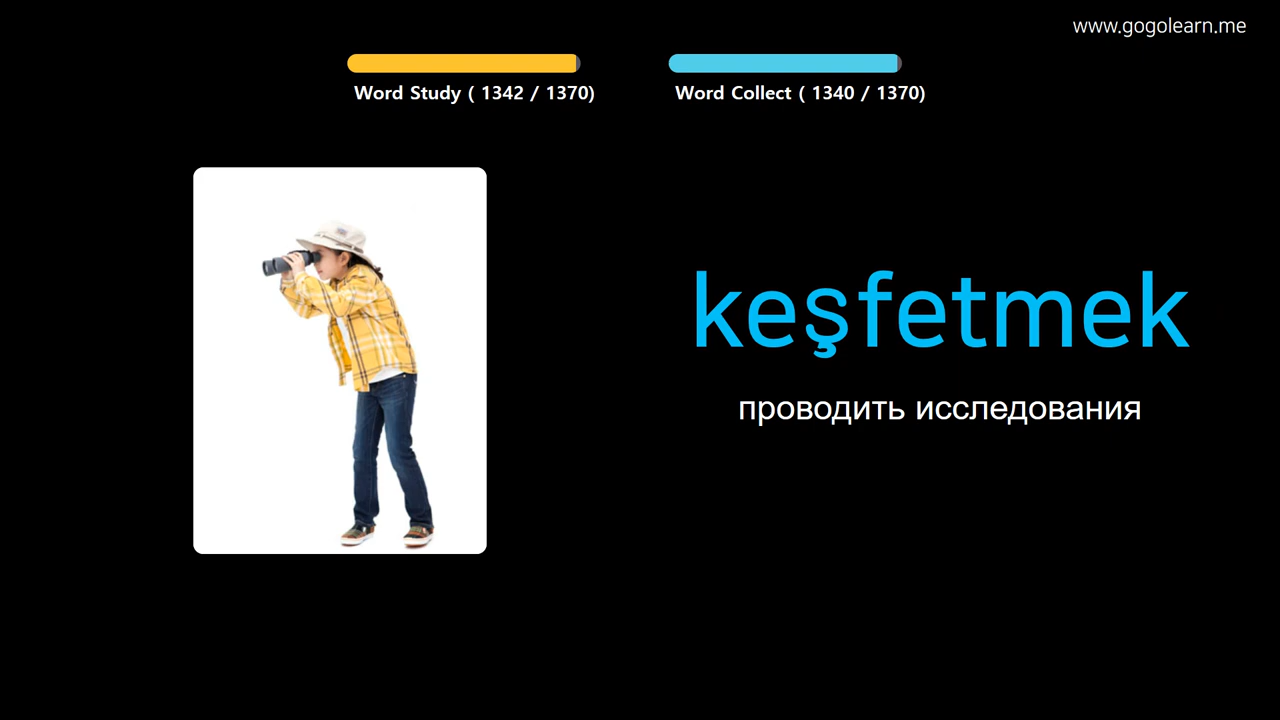 www.gogolearn.me
Word Study ( 1342 / 1370)
Word Collect ( 1340 / 1370)
keşfetmek
проводить исследования